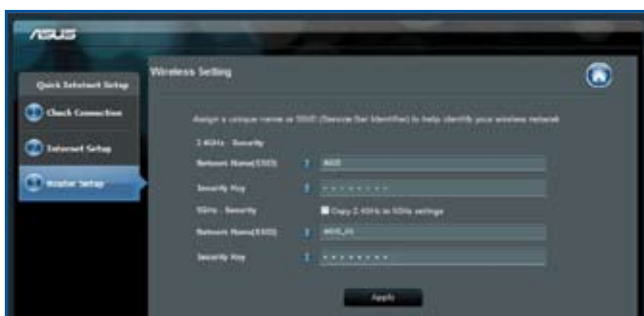 ASUS
Quick Internet Setup
Check Connection
Internet Setup
Router Setup
Wireless Setting
Assign a unique name or SSID (Service Set Identifier) to help identify your wireless network
2.4GHz - Security
Network Name(SSID) ASUS
Security Key
5GHz - Security Copy 2.4GHz to 5GHz settings
Network Name(SSID)
Security Key
Apply